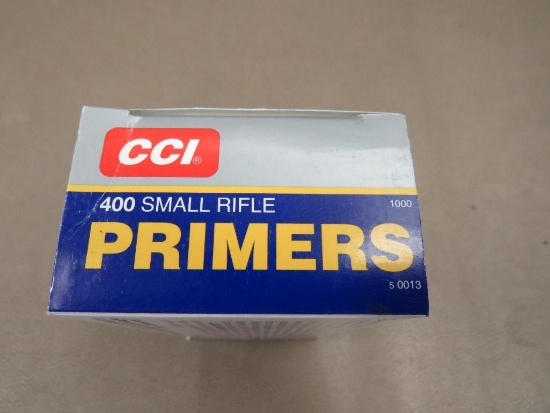 CCI®
400 SMALL RIFLE
1000
PRIMERS
5 0013